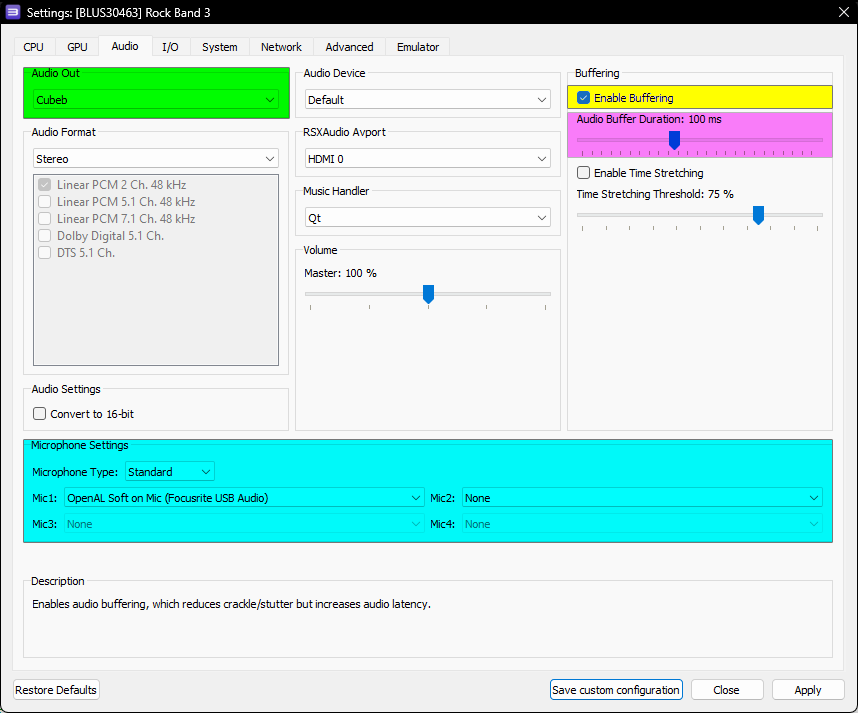 Settings: [BLUS30463] Rock Band 3
CPU GPU Audio I/O System Network Advanced Emulator
Audio Out
Cubeb
Audio Format
Stereo
Linear PCM 2 Ch. 48 kHz
Linear PCM 5.1 Ch. 48 kHz
Linear PCM 7.1 Ch. 48 kHz
Dolby Digital 5.1 Ch.
DTS 5.1 Ch.
Audio Settings
Convert to 16-bit
Audio Device
Default
RSXAudio Avport
HDMI 0
Music Handler
Qt
Volume
Master: 100 %
Buffering
Enable Buffering
Audio Buffer Duration: 100 ms
Enable Time Stretching
Time Stretching Threshold: 75 %
Microphone Settings
Microphone Type: Standard
Mic1: OpenAL Soft on Mic (Focusrite USB Audio) Mic2: None
Mic3: None Mic4: None
Description
Enables audio buffering, which reduces crackle/stutter but increases audio latency.
Restore Defaults Save custom configuration Close Apply